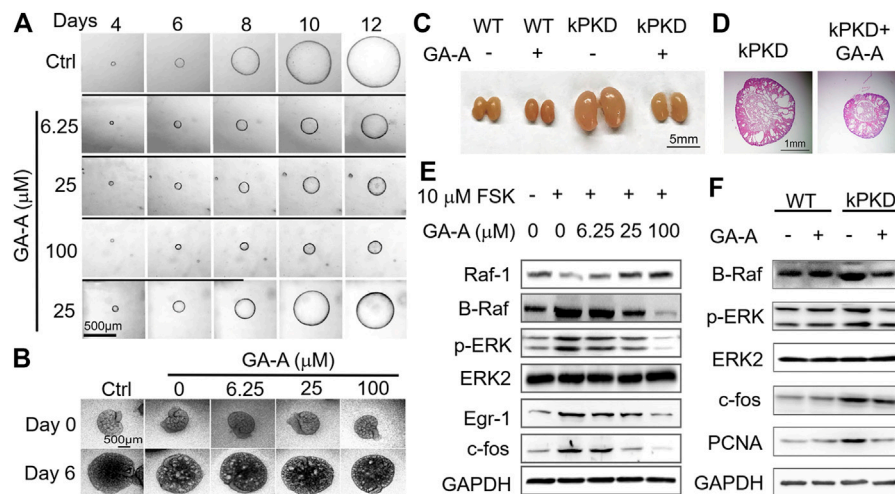 A
Days 4 6 8 10 12
Ctrl
GA-A (μM)
6.25
25
100
25
500μm
B
GA-A (μM)
Ctrl 0 6.25 25 100
Day 0
500μm
Day 6
C
WT WT kPKD kPKD
GA-A - + - +
5mm
D
kPKD kPKD+
GA-A
1mm
E
10 μM FSK - + + + +
GA-A (μM) 0 0 6.25 25 100
Raf-1
B-Raf
p-ERK
ERK2
Egr-1
c-fos
GAPDH
F
WT kPKD
GA-A - + - +
B-Raf
p-ERK
ERK2
c-fos
PCNA
GAPDH